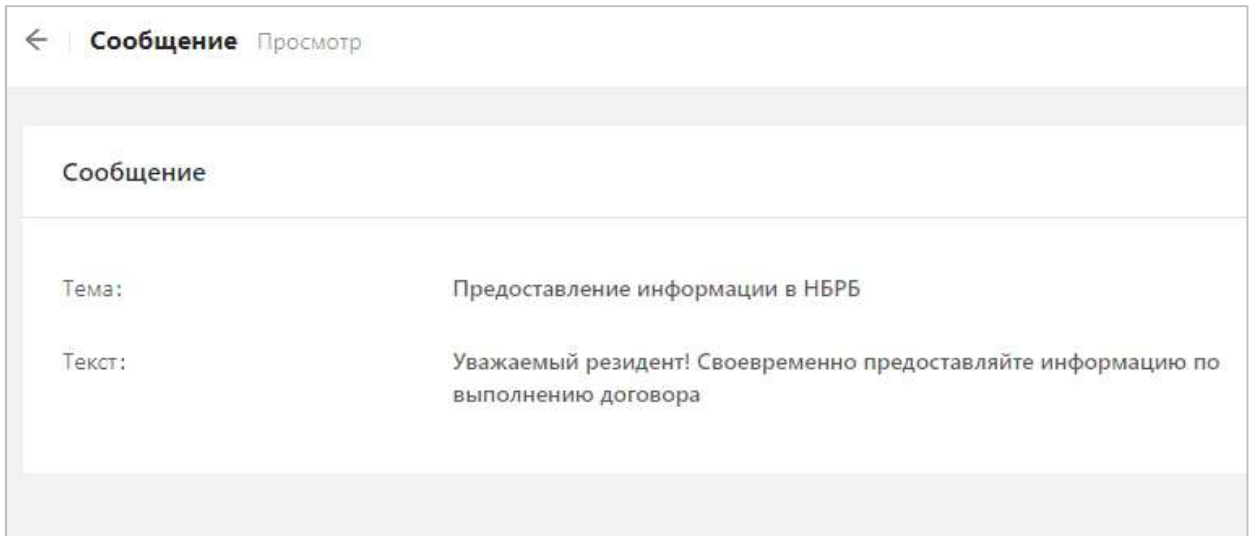 Сообщение Просмотр
Сообщение
Тема: Предоставление информации в НБРБ
Текст: Уважаемый резидент! Своевременно предоставляйте информацию по
выполнению договора